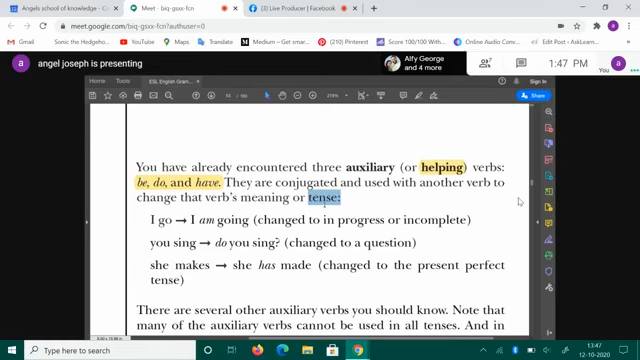 Angels school of knowledge
Meet - biq-gsxx-fcn
(3) Live Producer | Facebook
meet.google.com/biq-gsxx-fcn?authuser=0
Gmail
Sonic the Hedgeho...
YouTube
Maps
Translate
Medium – Get smart...
(210) Pinterest
Score 100/100 With...
Online Audio Conv...
Edit Post ‹ AskLearn...
a
angel joseph is presenting
Alfy George
and 4 more
7
1:47 PM
You
a
Home
Tools
ESL English Gram...
Sign In
219%
Share
You have already encountered three auxiliary (or helping) verbs:
be, do, and have. They are conjugated and used with another verb to
change that verb's meaning or tense:
I go → I am going (changed to in progress or incomplete)
you sing → do you sing? (changed to a question)
she makes → she has made (changed to the present perfect
tense)
There are several other auxiliary verbs you should know. Note that
many of the auxiliary verbs cannot be used in all tenses. And in
Type here to search
ENG
13:47
12-10-2020